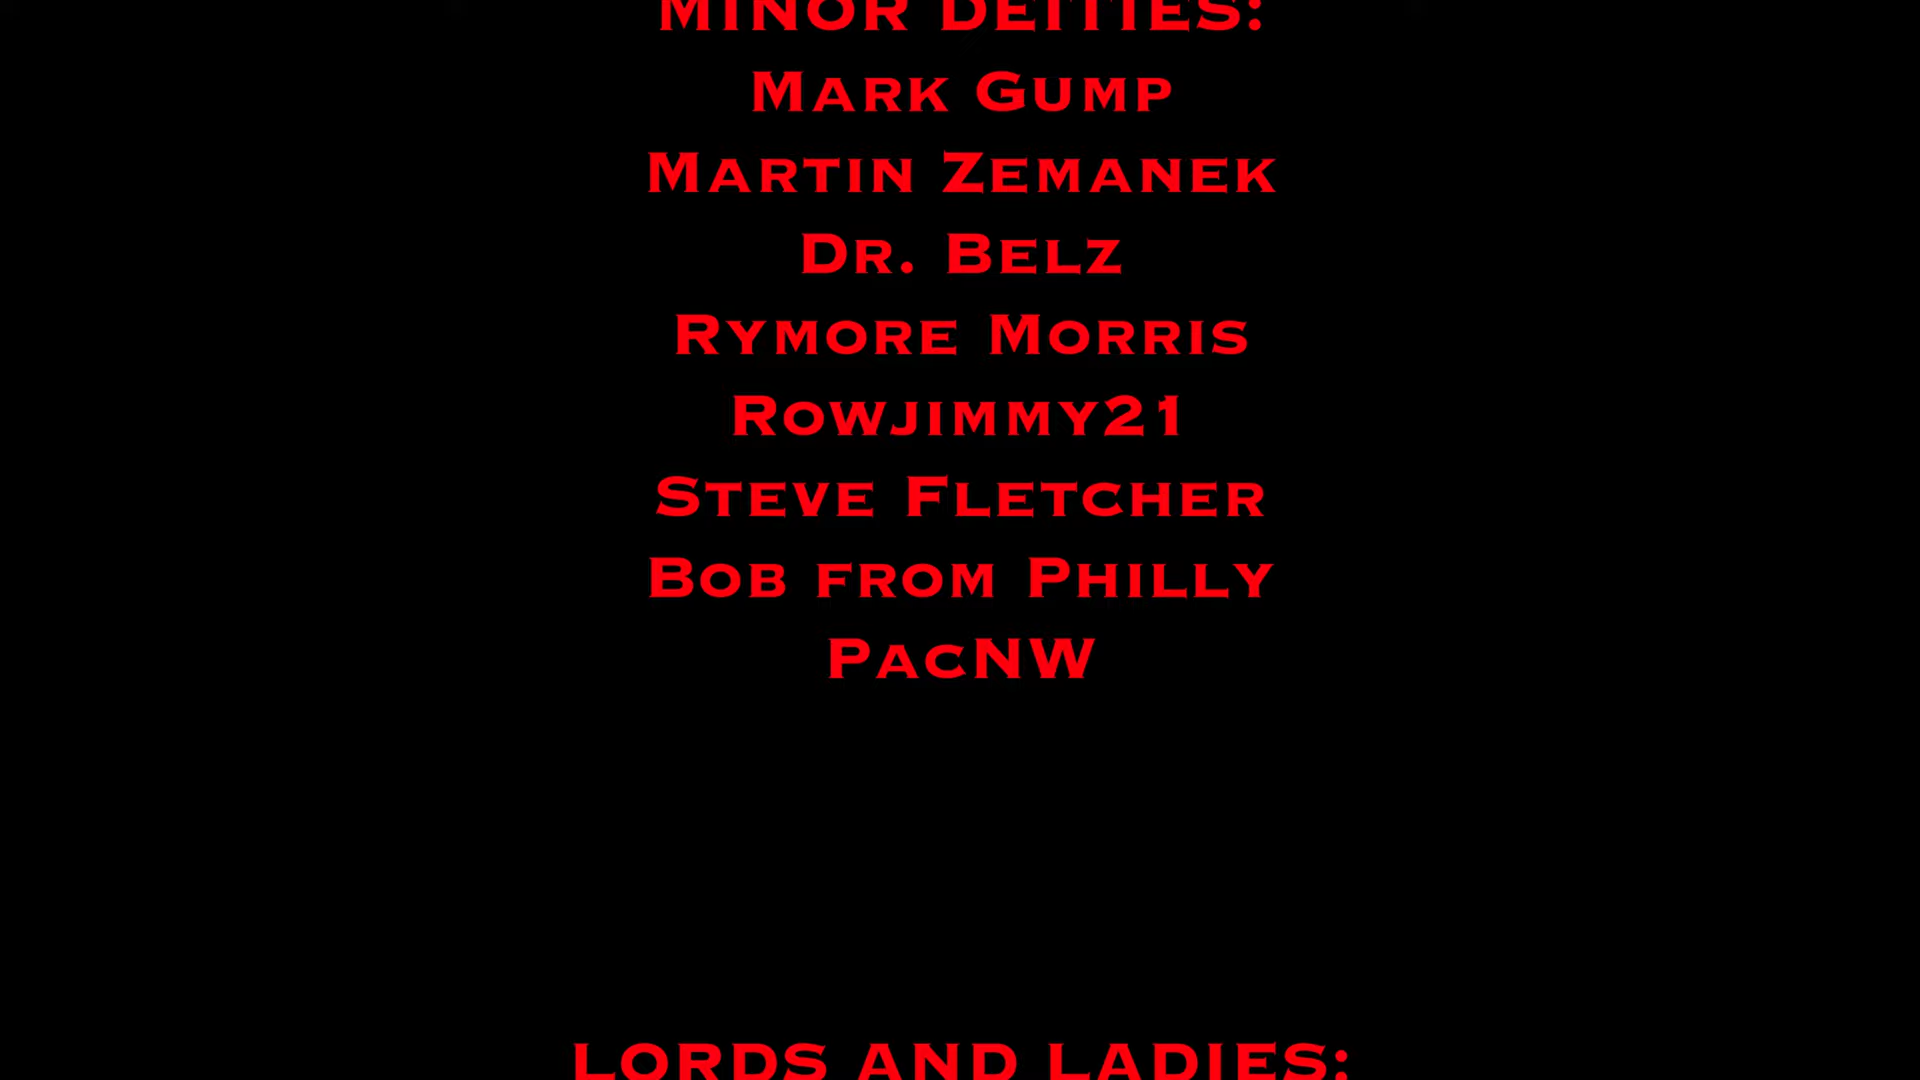 MINOR DEITIES:
MARK GUMP
MARTIN ZEMANEK
DR. BELZ
RYMORE MORRIS
ROWJIMMY21
STEVE FLETCHER
BOB FROM PHILLY
PACNW
LORDS AND LADIES: